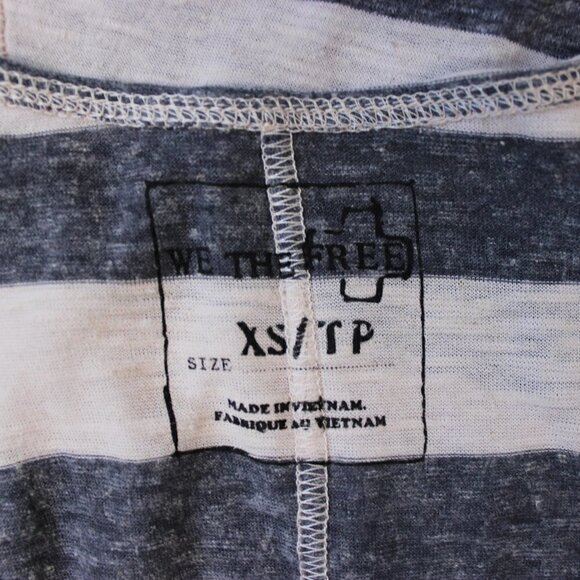 WE THE FREE
XS/TP
SIZE
MADE IN VIETNAM.
FABRIQUE AU VIETNAM